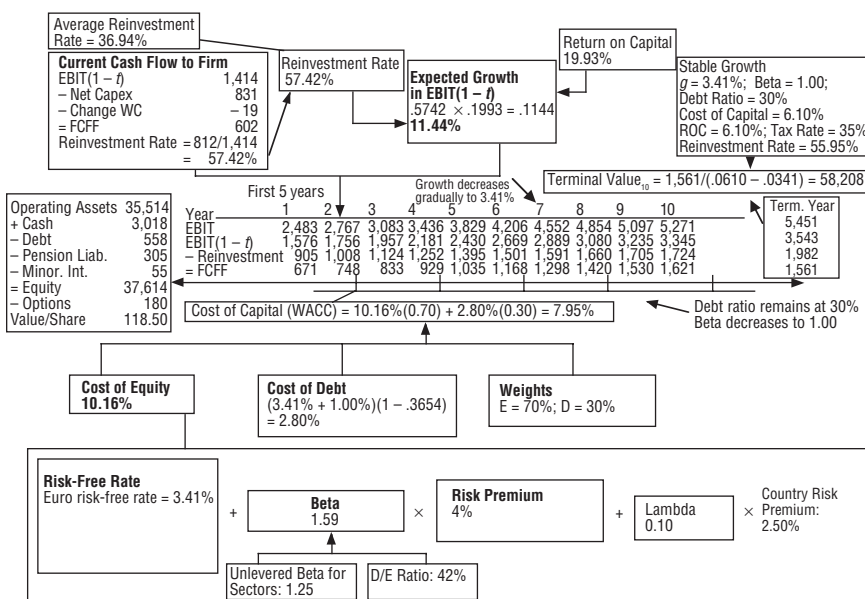 Average Reinvestment
Rate = 36.94%
Current Cash Flow to Firm
EBIT(1 – t) 1,414
– Net Capex 831
– Change WC – 19
= FCFF 602
Reinvestment Rate = 812/1,414
= 57.42%
Reinvestment Rate
57.42%
Expected Growth
in EBIT(1 – t)
.5742 × .1993 = .1144
11.44%
Return on Capital
19.93%
Stable Growth
g = 3.41%; Beta = 1.00;
Debt Ratio = 30%
Cost of Capital = 6.10%
ROC = 6.10%; Tax Rate = 35%
Reinvestment Rate = 55.95%
Terminal Value10 = 1,561/(.0610 – .0341) = 58,208
First 5 years
Growth decreases
gradually to 3.41%
Operating Assets 35,514
+ Cash 3,018
– Debt 558
– Pension Liab. 305
– Minor. Int. 55
= Equity 37,614
– Options 180
Value/Share 118.50
Year 1 2 3 4 5 6 7 8 9 10
EBIT 2,483 2,767 3,083 3,436 3,829 4,206 4,552 4,854 5,097 5,271
EBIT(1 – t) 1,576 1,756 1,957 2,181 2,430 2,669 2,889 3,080 3,235 3,345
– Reinvestment 905 1,008 1,124 1,252 1,395 1,501 1,591 1,660 1,705 1,724
= FCFF 671 748 833 929 1,035 1,168 1,298 1,420 1,530 1,621
Term. Year
5,451
3,543
1,982
1,561
Cost of Capital (WACC) = 10.16%(0.70) + 2.80%(0.30) = 7.95%
Debt ratio remains at 30%
Beta decreases to 1.00
Cost of Equity
10.16%
Cost of Debt
(3.41% + 1.00%)(1 – .3654)
= 2.80%
Weights
E = 70%; D = 30%
Risk-Free Rate
Euro risk-free rate = 3.41%
+
Beta
1.59
×
Risk Premium
4%
+
Lambda
0.10
×
Country Risk
Premium:
2.50%
Unlevered Beta for
Sectors: 1.25
D/E Ratio: 42%